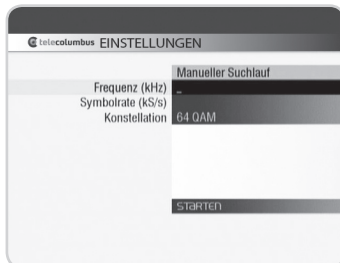 telecolumbus EINSTELLUNGEN
Manueller Suchlauf
Frequenz (kHz) _
Symbolrate (kS/s)
Konstellation 64 QAM
STARTEN